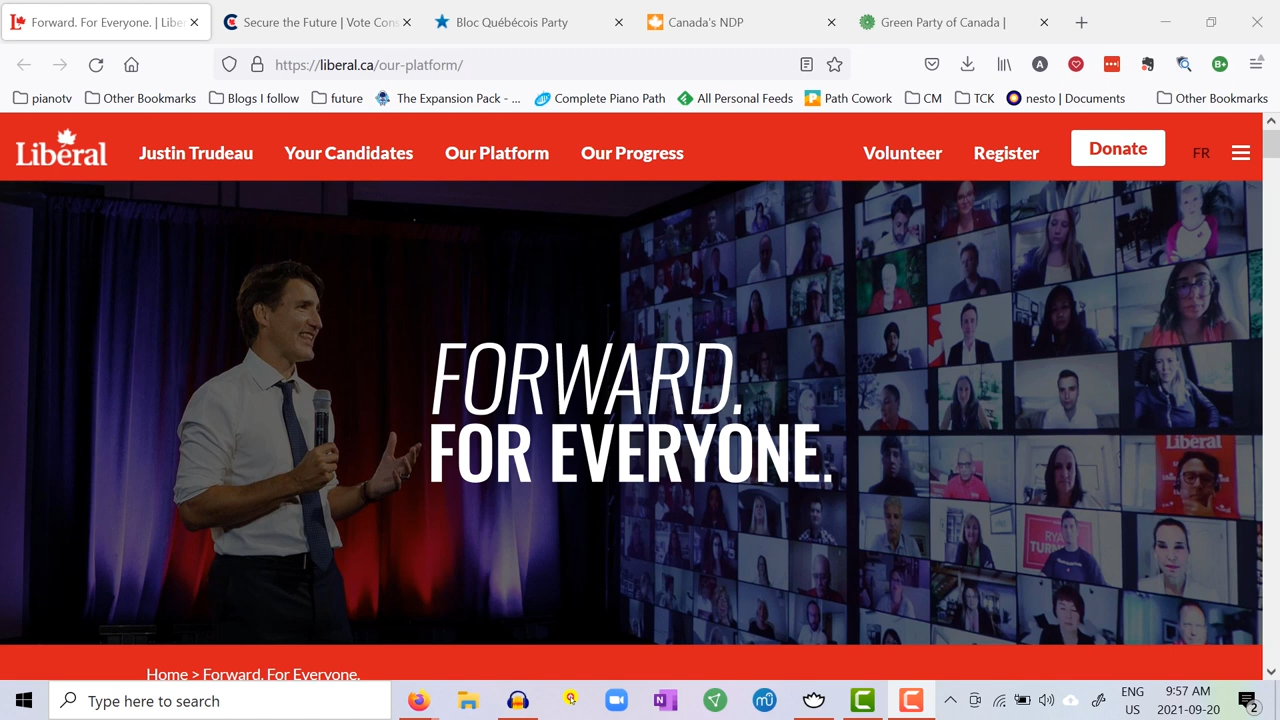 Forward. For Everyone. | Libe
Secure the Future | Vote Cons
Bloc Québécois Party
Canada's NDP
Green Party of Canada |
https://liberal.ca/our-platform/
pianotv
Other Bookmarks
Blogs I follow
future
The Expansion Pack - ...
Complete Piano Path
All Personal Feeds
Path Cowork
CM
TCK
nesto | Documents
Other Bookmarks
Liberal
Justin Trudeau
Your Candidates
Our Platform
Our Progress
Volunteer
Register
Donate
FR
FORWARD.
FOR EVERYONE.
Liberal
Home > Forward. For Everyone.
Type here to search
ENG
US
9:57 AM
2021-09-20
2